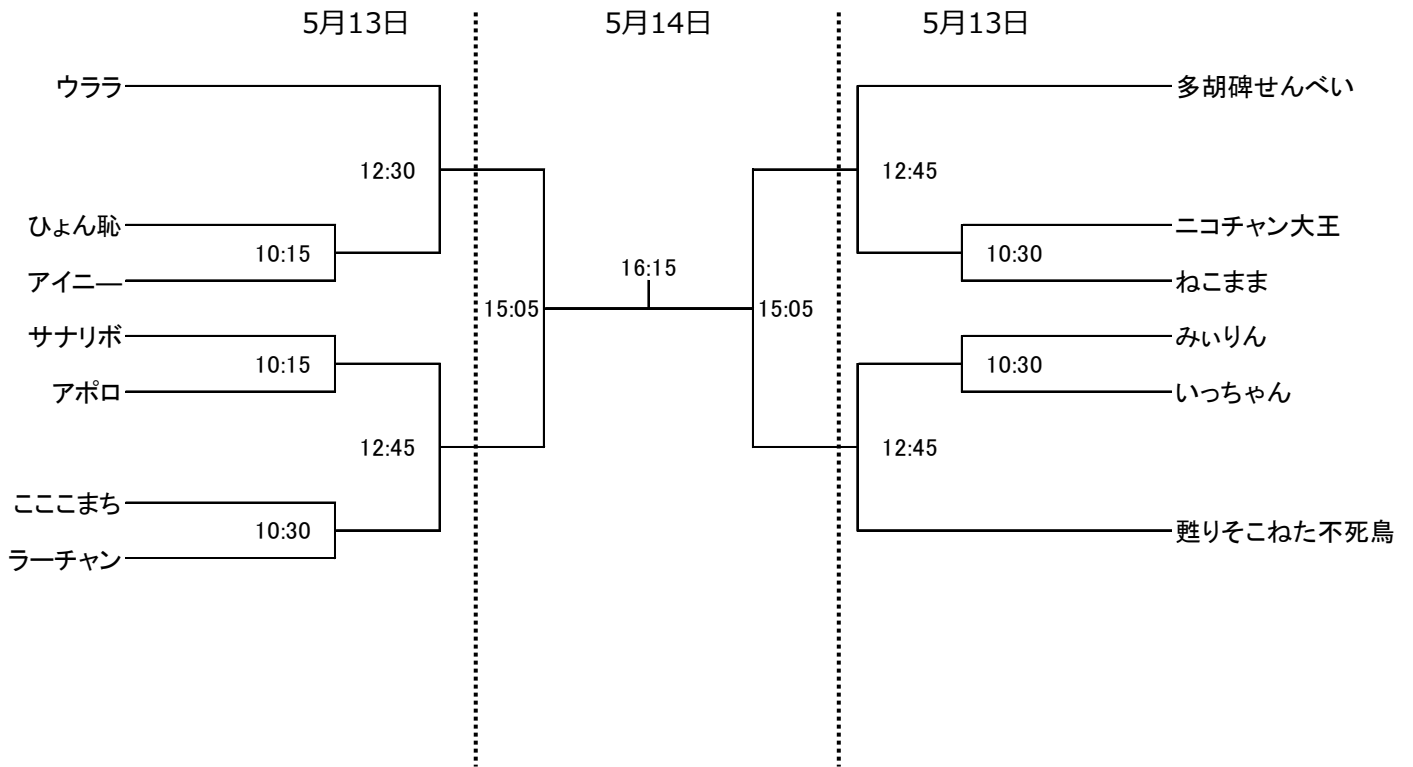 5月13日
5月14日
5月13日
ウララ
多胡碑せんべい
12:30
12:45
ひょん恥
ニコチャン大王
10:15
10:30
アイニ―
16:15
ねこまま
15:05
15:05
サナリボ
みぃりん
10:15
10:30
アポロ
いっちゃん
12:45
12:45
こここまち
10:30
甦りそこねた不死鳥
ラーチャン